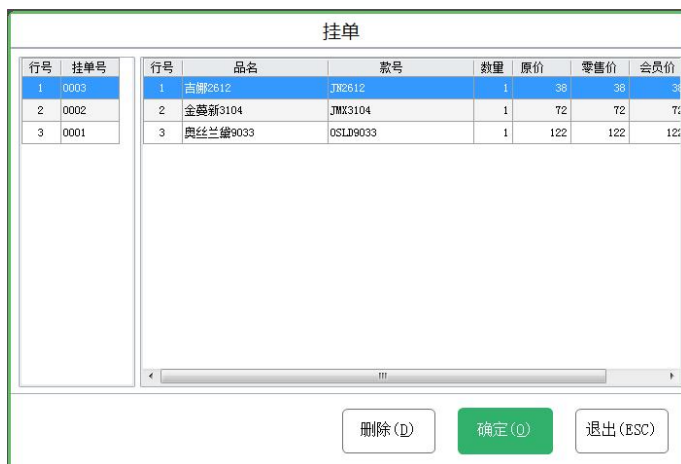 挂单
行号 挂单号 行号 品名 款号 数量 原价 零售价 会员价
1 0003 1 吉娜2612 JN2612 1 38 38 38
2 0002 2 金蔓新3104 JMX3104 1 72 72 72
3 0001 3 奥丝兰黛9033 OSLD9033 1 122 122 122
删除(D) 确定(O) 退出(ESC)